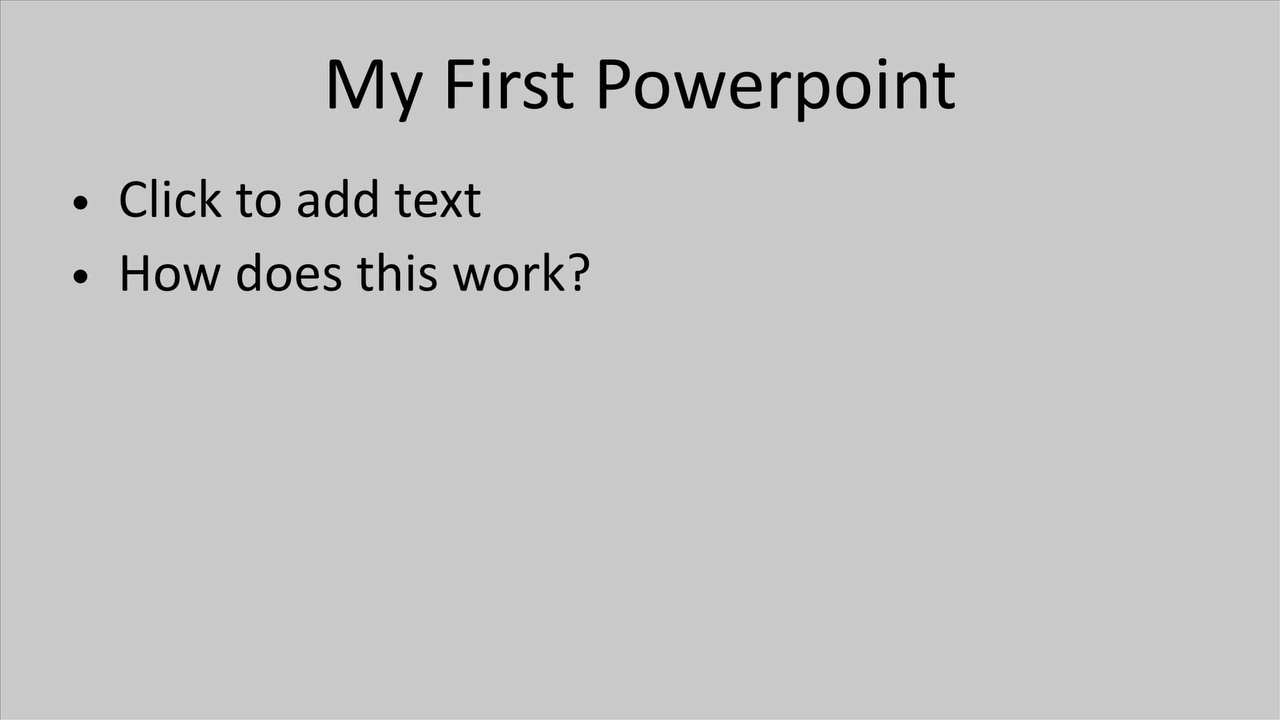 My First Powerpoint
• Click to add text
• How does this work?